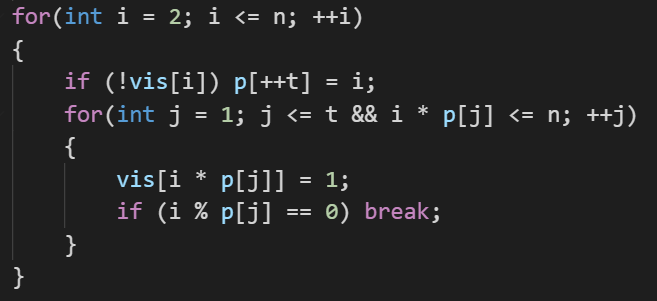 for(int i = 2; i <= n; ++i)
{
    if (!vis[i]) p[++t] = i;
    for(int j = 1; j <= t && i * p[j] <= n; ++j)
    {
        vis[i * p[j]] = 1;
        if (i % p[j] == 0) break;
    }
}